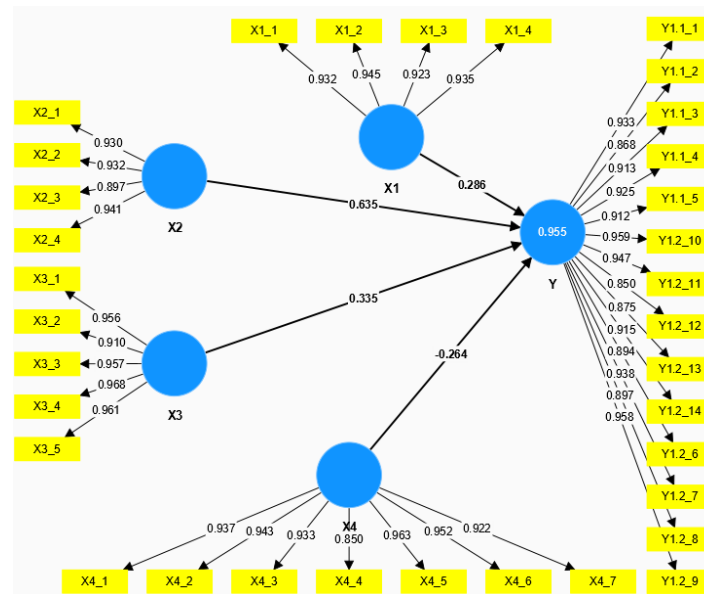 X1_1
X1_2
X1_3
X1_4
0.932
0.945
0.923
0.935
X1
X2_1
X2_2
X2_3
X2_4
0.930
0.932
0.897
0.941
X2
0.286
0.635
0.955
Y
X3_1
X3_2
X3_3
X3_4
X3_5
0.956
0.910
0.957
0.968
0.961
X3
0.335
-0.264
X4
0.937
0.943
0.933
0.850
0.963
0.952
0.922
X4_1
X4_2
X4_3
X4_4
X4_5
X4_6
X4_7
0.933
0.868
0.913
0.925
0.912
0.959
0.947
0.850
0.875
0.915
0.894
0.938
0.897
0.958
Y1.1_1
Y1.1_2
Y1.1_3
Y1.1_4
Y1.1_5
Y1.2_10
Y1.2_11
Y1.2_12
Y1.2_13
Y1.2_14
Y1.2_6
Y1.2_7
Y1.2_8
Y1.2_9